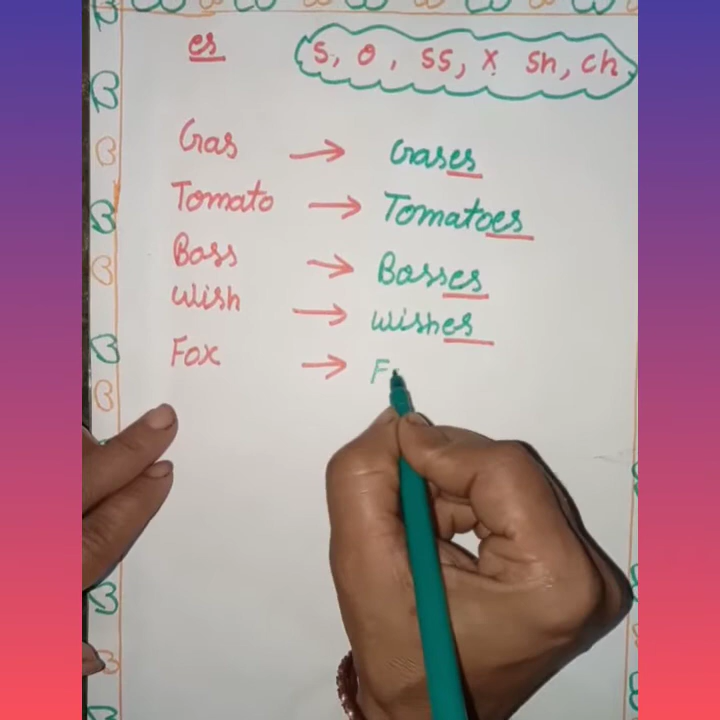 es s, o, ss, x sh, ch,
Gas → Gases
Tomato → Tomatoes
Boss → Bosses
Wish → Wishes
Fox → F